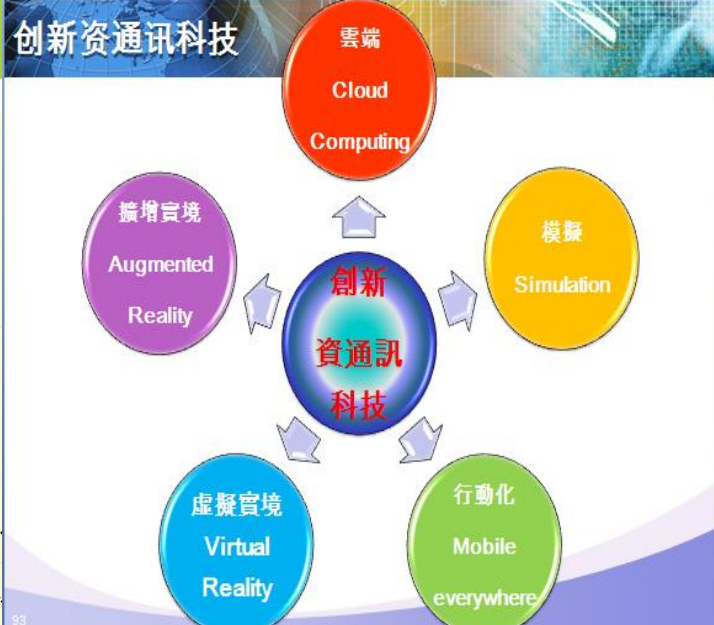 创新资通讯科技
雲端
Cloud
Computing
模擬
Simulation
行動化
Mobile
everywhere
虛擬實境
Virtual
Reality
擴增實境
Augmented
Reality
創新
資通訊
科技
93